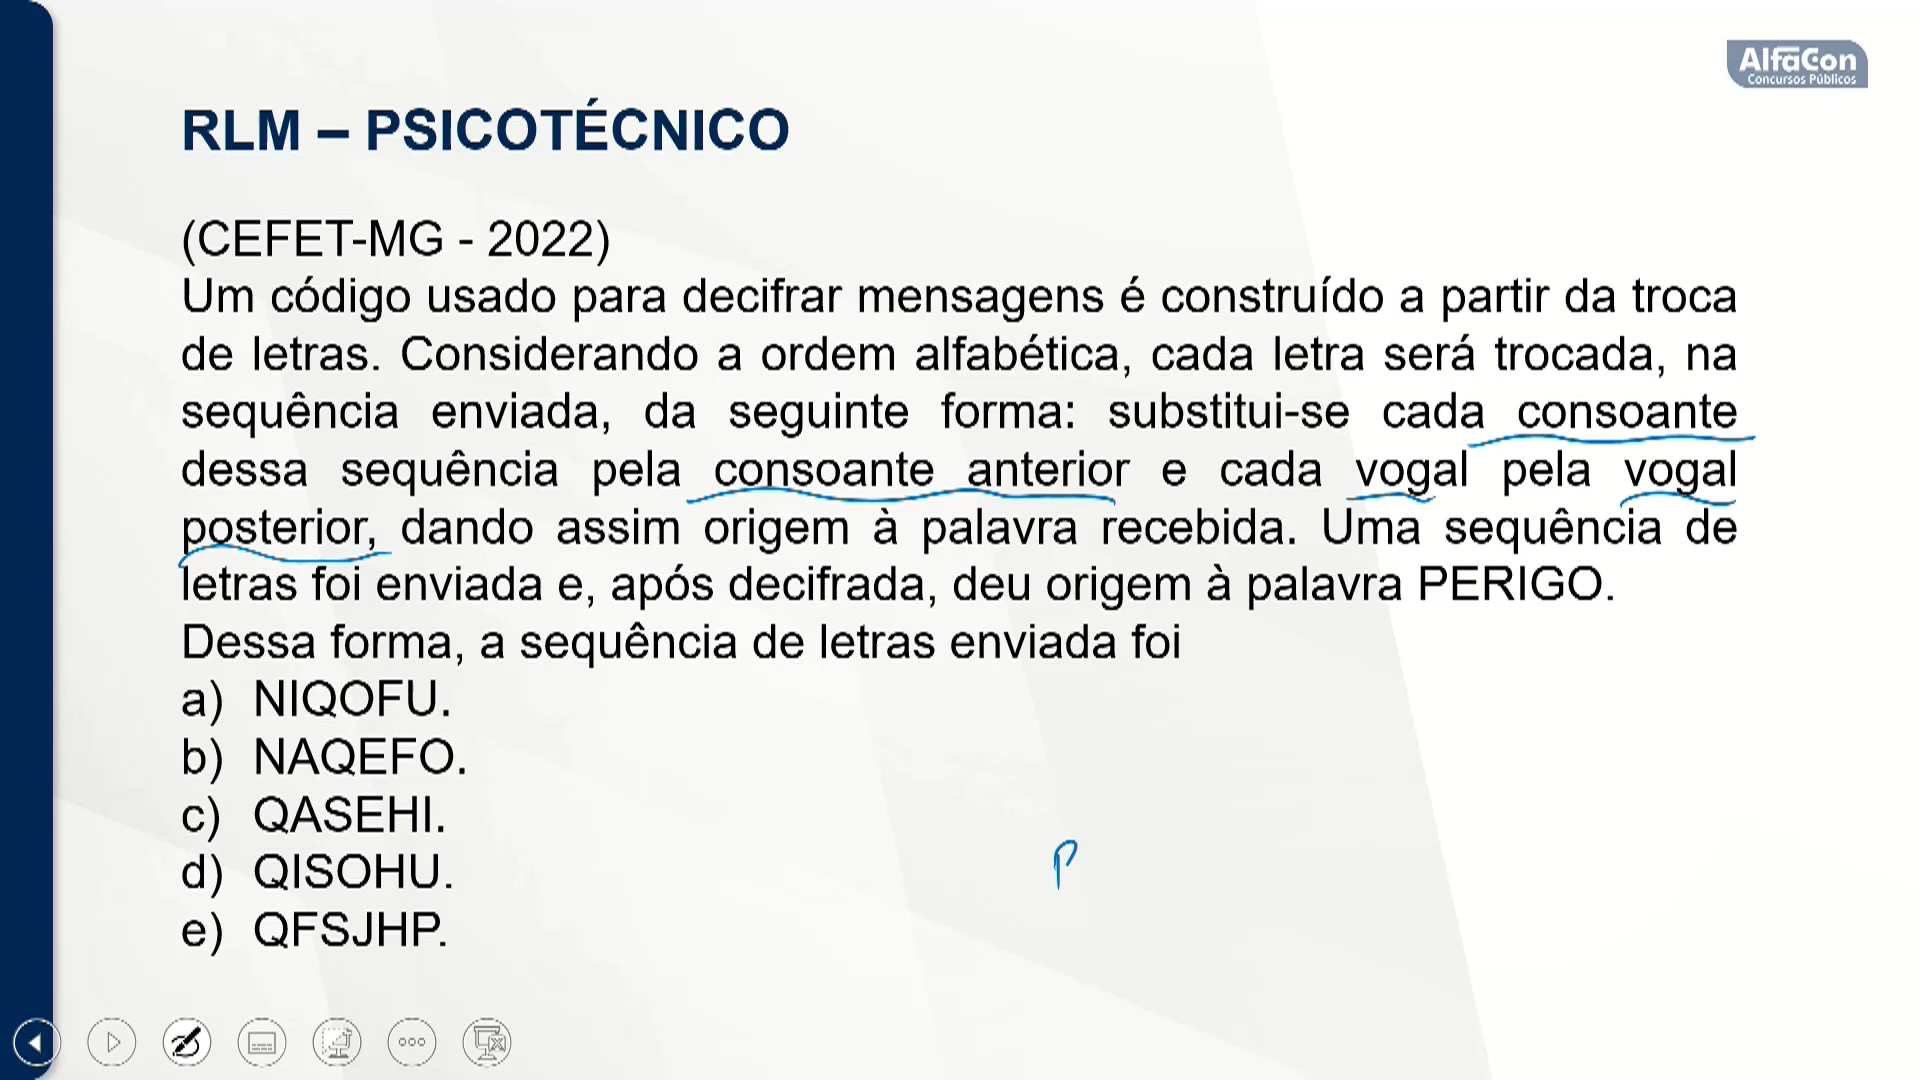 AlfaCon
Concursos Públicos
RLM – PSICOTÉCNICO
(CEFET-MG - 2022)
Um código usado para decifrar mensagens é construído a partir da troca
de letras. Considerando a ordem alfabética, cada letra será trocada, na
sequência enviada, da seguinte forma: substitui-se cada consoante
dessa sequência pela consoante anterior e cada vogal pela vogal
posterior, dando assim origem à palavra recebida. Uma sequência de
letras foi enviada e, após decifrada, deu origem à palavra PERIGO.
Dessa forma, a sequência de letras enviada foi
a) NIQOFU.
b) NAQEFO.
c) QASEHI.
d) QISOHU.
e) QFSJHP.
P